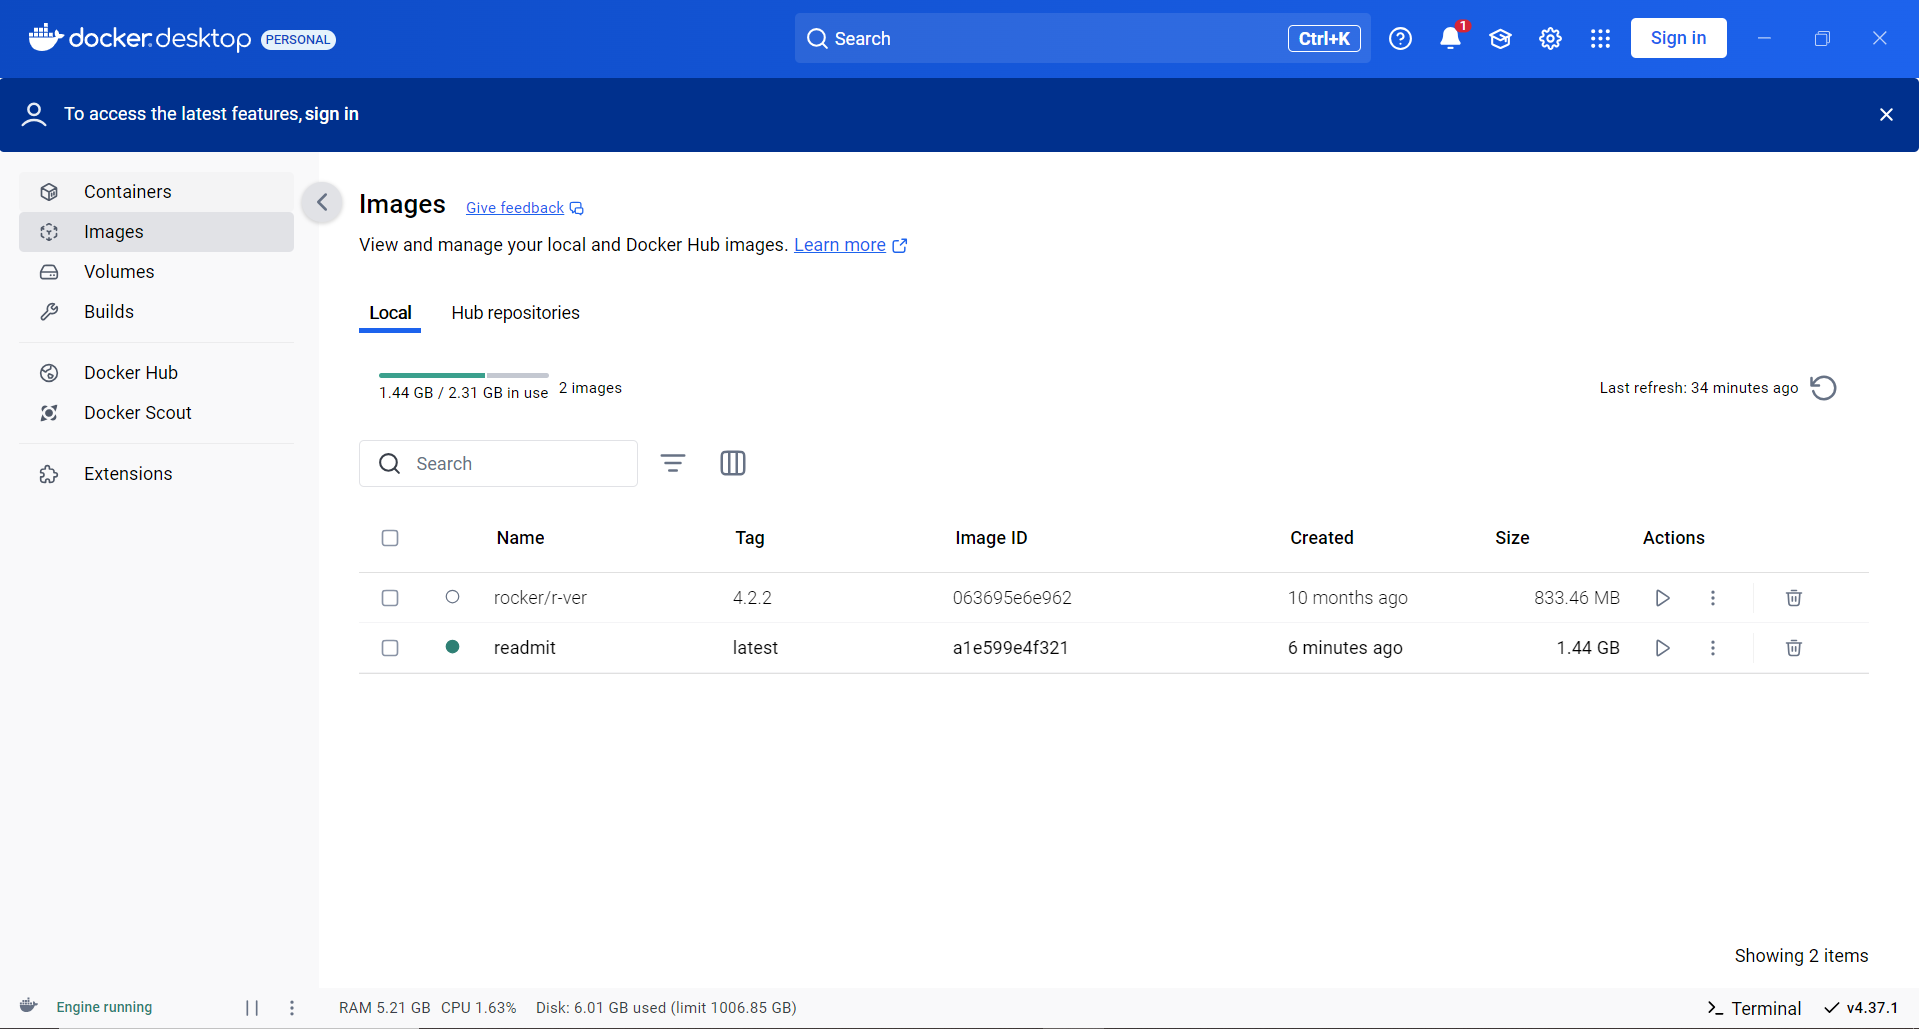 docker.desktop PERSONAL
Search Ctrl+K
1
Sign in
To access the latest features, sign in
Containers
Images
Volumes
Builds
Docker Hub
Docker Scout
Extensions
Images Give feedback
View and manage your local and Docker Hub images. Learn more
Local Hub repositories
1.44 GB / 2.31 GB in use 2 images
Last refresh: 34 minutes ago
Search
Name Tag Image ID Created Size Actions
rocker/r-ver 4.2.2 063695e6e962 10 months ago 833.46 MB
readmit latest a1e599e4f321 6 minutes ago 1.44 GB
Showing 2 items
Engine running
RAM 5.21 GB CPU 1.63% Disk: 6.01 GB used (limit 1006.85 GB)
Terminal v4.37.1